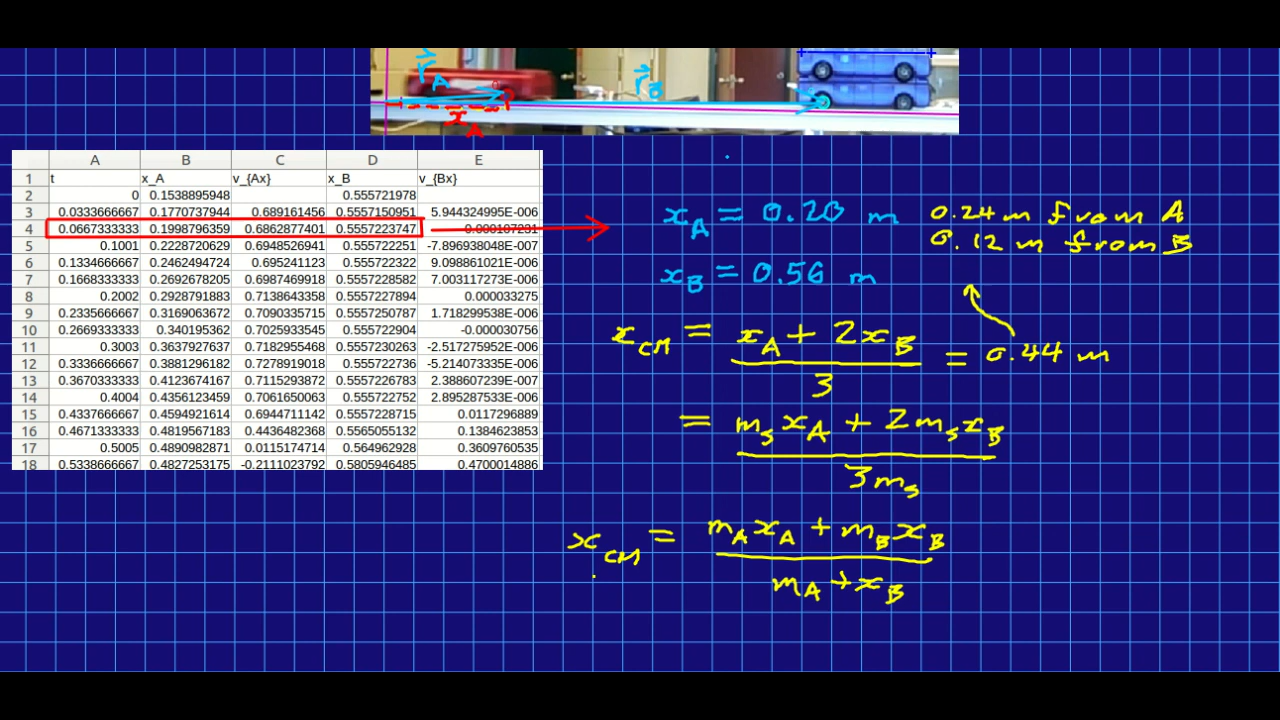 r⃗_A
r⃗_B
x_A
A B C D E
1 t x_A v_{Ax} x_B v_{Bx}
2 0 0.1538895948 0.555721978
3 0.0333666667 0.1770737944 0.689161456 0.5557150951 5.944324995E-006
4 0.0667333333 0.1998796359 0.6862877401 0.5557223747 0.000107231
5 0.1001 0.2228720629 0.6948526941 0.555722251 -7.896938048E-007
6 0.1334666667 0.2462494724 0.695241123
7 0.1668333333 0.2692678205 0.6987469918 0.5557228582 7.003117273E-006
8 0.2002 0.2928791883 0.7138643358 0.5557227894 0.000033275
9 0.2335666667 0.3169063672 0.5557250787 1.718299538E-006
10 0.2669333333 0.340195362 0.7025593545 0.555722904 -0.000030756
11 0.3003 0.3637927637 0.7182955468 0.5557230263 -2.517275952E-006
12 0.3336666667 0.3881296182 0.7278819018 0.555722736 -5.214073335E-006
13 0.3670333333 0.4123674167 0.7115293872 0.5557226783 2.388607239E-007
14 0.4004 0.4356123459 0.7061650063 0.555722752 2.895287533E-006
15 0.4337666667 0.4594921614 0.6944711142 0.5557228715 0.0117296889
16 0.4671333333 0.4819567183 0.4436482368 0.5565055132 0.1384623853
17 0.5005 0.4890982871 0.0115174714 0.564962928 0.3609760535
18 0.5338666667 0.4827253175 -0.2111023792 0.5805946485 0.4700014886
x_A = 0.20 m
0.24 m from A
0.12 m from B
x_B = 0.56 m
x_CM = x_A + 2x_B / 3 = 0.44 m
= m_s x_A + 2m_s x_B / 3m_s
x_CM = m_A x_A + m_B x_B / m_A + x_B